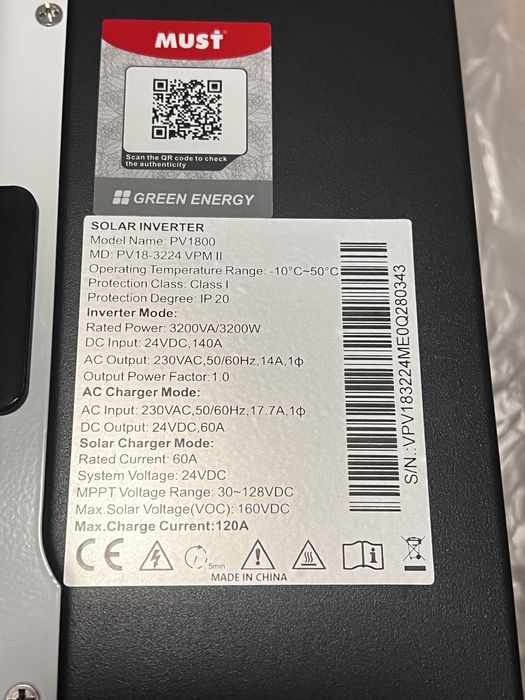 MUST
Scan the QR code to check
the authenticity
GREEN ENERGY
SOLAR INVERTER
Model Name: PV1800
MD: PV18-3224 VPM II
Operating Temperature Range: -10°C~50°C
Protection Class: Class I
Protection Degree: IP 20
Inverter Mode:
Rated Power: 3200VA/3200W
DC Input: 24VDC,140A
AC Output: 230VAC,50/60Hz,14A,1ф
Output Power Factor:1.0
AC Charger Mode:
AC Input: 230VAC,50/60Hz,17.7A,1ф
DC Output: 24VDC,60A
Solar Charger Mode:
Rated Current: 60A
System Voltage: 24VDC
MPPT Voltage Range: 30~128VDC
Max.Solar Voltage(VOC): 160VDC
Max.Charge Current:120A
CE
5min
MADE IN CHINA
S/N.:VPV183224ME0Q280343